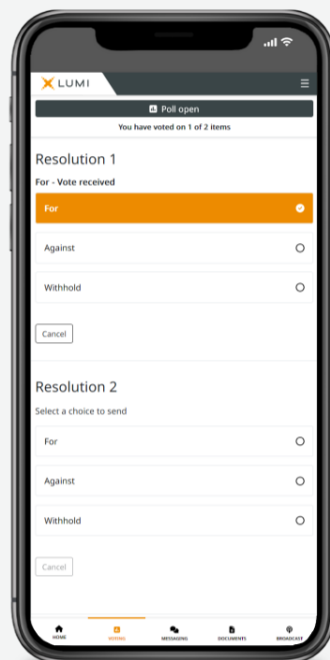 LUMI
Poll open
You have voted on 1 of 2 items
Resolution 1
For - Vote received
For
Against
Withhold
Cancel
Resolution 2
Select a choice to send
For
Against
Withhold
Cancel
HOME VOTING MESSAGING DOCUMENTS BROADCAST